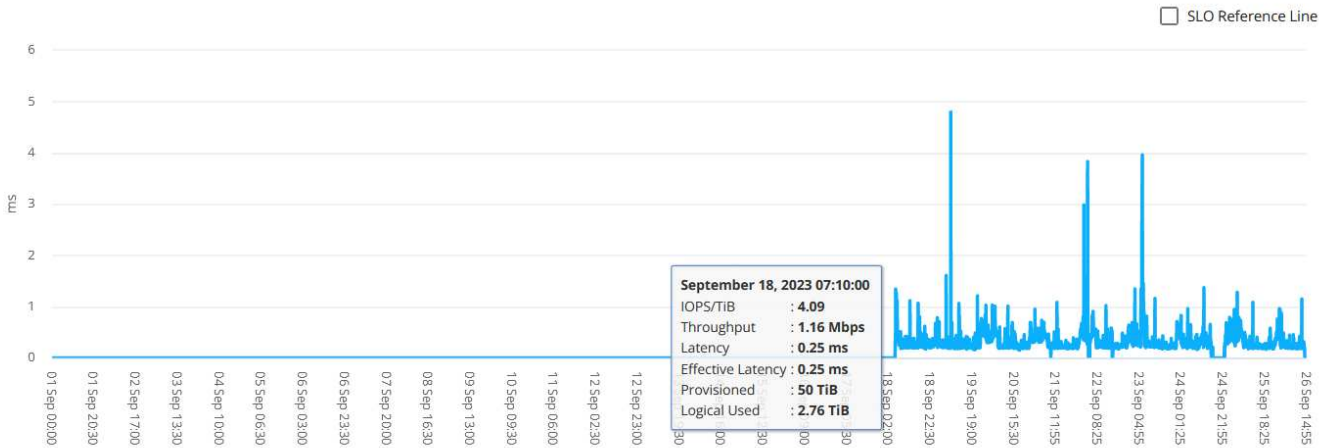 SLO Reference Line
6
5
4
3
2
1
0
ms
September 18, 2023 07:10:00
IOPS/TiB : 4.09
Throughput : 1.16 Mbps
Latency : 0.25 ms
Effective Latency : 0.25 ms
Provisioned : 50 TiB
Logical Used : 2.76 TiB
01 Sep 00:00
01 Sep 20:30
02 Sep 17:00
03 Sep 13:30
04 Sep 10:00
05 Sep 06:30
06 Sep 03:00
06 Sep 23:30
07 Sep 20:00
08 Sep 16:30
09 Sep 13:00
10 Sep 09:30
11 Sep 06:00
12 Sep 02:30
12 Sep 23:00
18 Sep 02:00
18 Sep 22:30
19 Sep 19:00
20 Sep 15:30
21 Sep 11:55
22 Sep 08:25
23 Sep 04:55
24 Sep 01:25
24 Sep 21:55
25 Sep 18:25
26 Sep 14:55